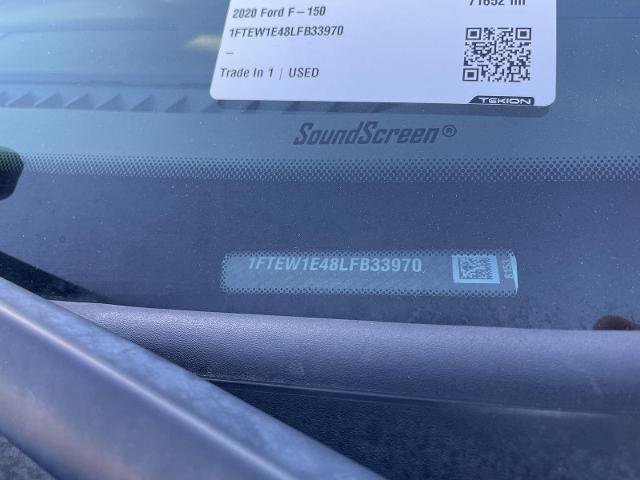 2020 Ford F-150 71652 mi
1FTEW1E48LFB33970
-
Trade In 1 | USED
TEKION
SoundScreen®
1FTEW1E48LFB33970